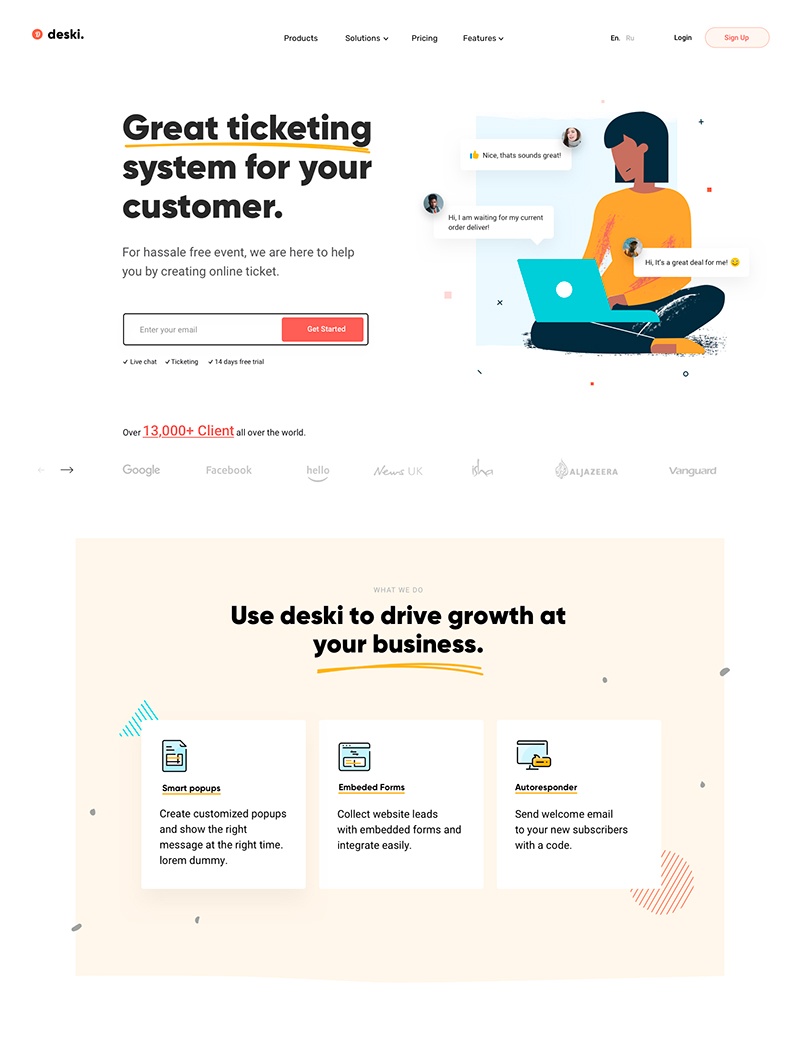 deski.
Products
Solutions
Pricing
Features
En. Ru
Login
Sign Up
Great ticketing
system for your
customer.
For hassale free event, we are here to help
you by creating online ticket.
Enter your email
Get Started
Live chat
Ticketing
14 days free trial
Nice, thats sounds great!
Hi, I am waiting for my current
order deliver!
Hi, It's a great deal for me!
Over 13,000+ Client all over the world.
Google
Facebook
hello
News UK
ALJAZEERA
Vanguard
WHAT WE DO
Use deski to drive growth at
your business.
Smart popups
Create customized popups
and show the right
message at the right time.
lorem dummy.
Embeded Forms
Collect website leads
with embedded forms and
integrate easily.
Autoresponder
Send welcome email
to your new subscribers
with a code.